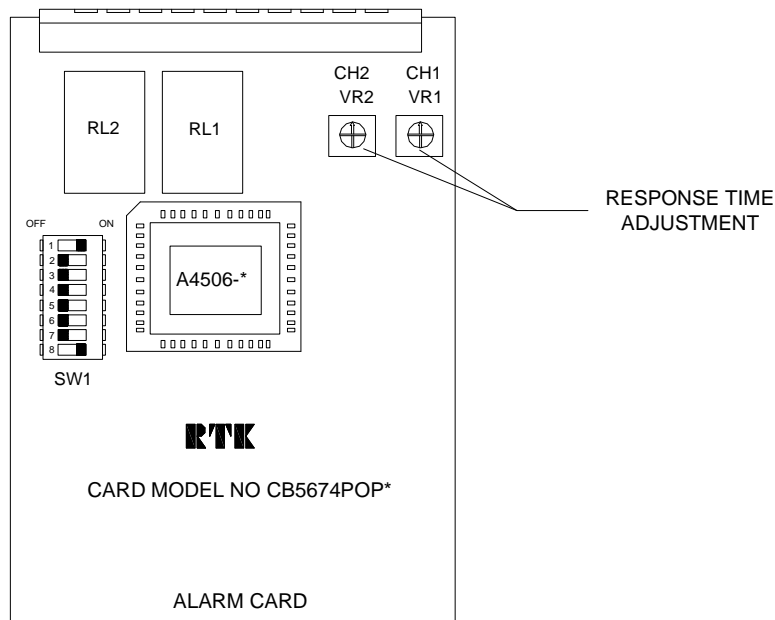 CH2 CH1
VR2 VR1
RL2 RL1
RESPONSE TIME
ADJUSTMENT
OFF ON
1
2
3
4
5
6
7
8
A4506-*
SW1
RTK
CARD MODEL NO CB5674POP*
ALARM CARD